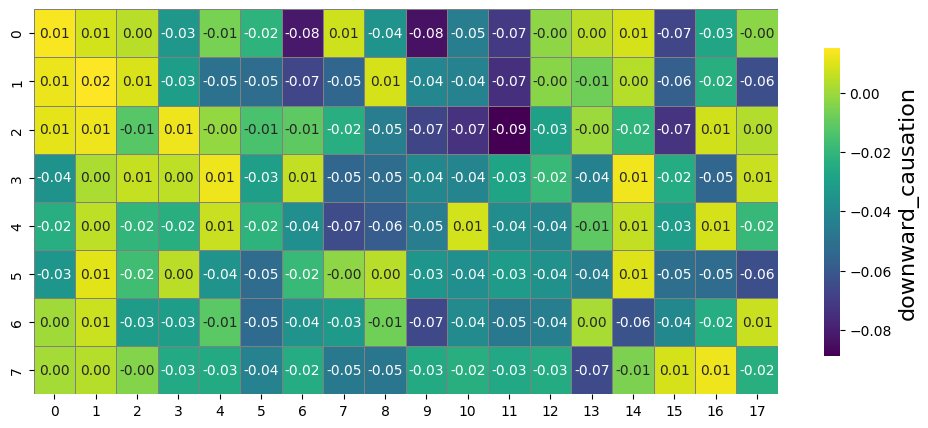 0 0.01 0.01 0.00 -0.03 -0.01 -0.02 -0.08 0.01 -0.04 -0.08 -0.05 -0.07 -0.00 0.00 0.01 -0.07 -0.03 -0.00
1 0.01 0.02 0.01 -0.03 -0.05 -0.05 -0.07 -0.05 0.01 -0.04 -0.04 -0.07 -0.00 -0.01 0.00 -0.06 -0.02 -0.06
2 0.01 0.01 -0.01 0.01 -0.00 -0.01 -0.01 -0.02 -0.05 -0.07 -0.07 -0.09 -0.03 -0.00 -0.02 -0.07 0.01 0.00
3 -0.04 0.00 0.01 0.00 0.01 -0.03 0.01 -0.05 -0.05 -0.04 -0.04 -0.03 -0.02 -0.04 0.01 -0.02 -0.05 0.01
4 -0.02 0.00 -0.02 -0.02 0.01 -0.02 -0.04 -0.07 -0.06 -0.05 0.01 -0.04 -0.04 -0.01 0.01 -0.03 0.01 -0.02
5 -0.03 0.01 -0.02 0.00 -0.04 -0.05 -0.02 -0.00 0.00 -0.03 -0.04 -0.03 -0.04 -0.04 0.01 -0.05 -0.05 -0.06
6 0.00 0.01 -0.03 -0.03 -0.01 -0.05 -0.04 -0.03 -0.01 -0.07 -0.04 -0.05 -0.04 0.00 -0.06 -0.04 -0.02 0.01
7 0.00 0.00 -0.00 -0.03 -0.03 -0.04 -0.02 -0.05 -0.05 -0.03 -0.02 -0.03 -0.03 -0.07 -0.01 0.01 0.01 -0.02
0 1 2 3 4 5 6 7 8 9 10 11 12 13 14 15 16 17
0.00
−0.02
−0.04
−0.06
−0.08
downward_causation